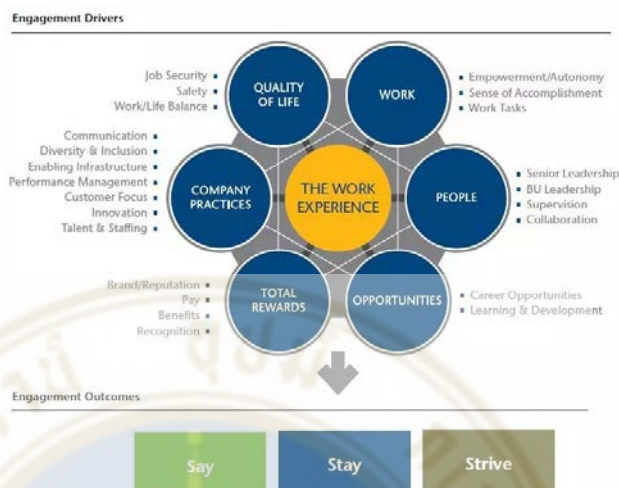 Engagement Drivers
Job Security
Safety
Work/Life Balance
QUALITY
OF LIFE
WORK
Empowerment/Autonomy
Sense of Accomplishment
Work Tasks
Communication
Diversity & Inclusion
Enabling Infrastructure
Performance Management
Customer Focus
Innovation
Talent & Staffing
COMPANY
PRACTICES
THE WORK
EXPERIENCE
PEOPLE
Senior Leadership
BU Leadership
Supervision
Collaboration
Brand/Reputation
Pay
Benefits
Recognition
TOTAL
REWARDS
OPPORTUNITIES
Career Opportunities
Learning & Development
Engagement Outcomes
Say
Stay
Strive